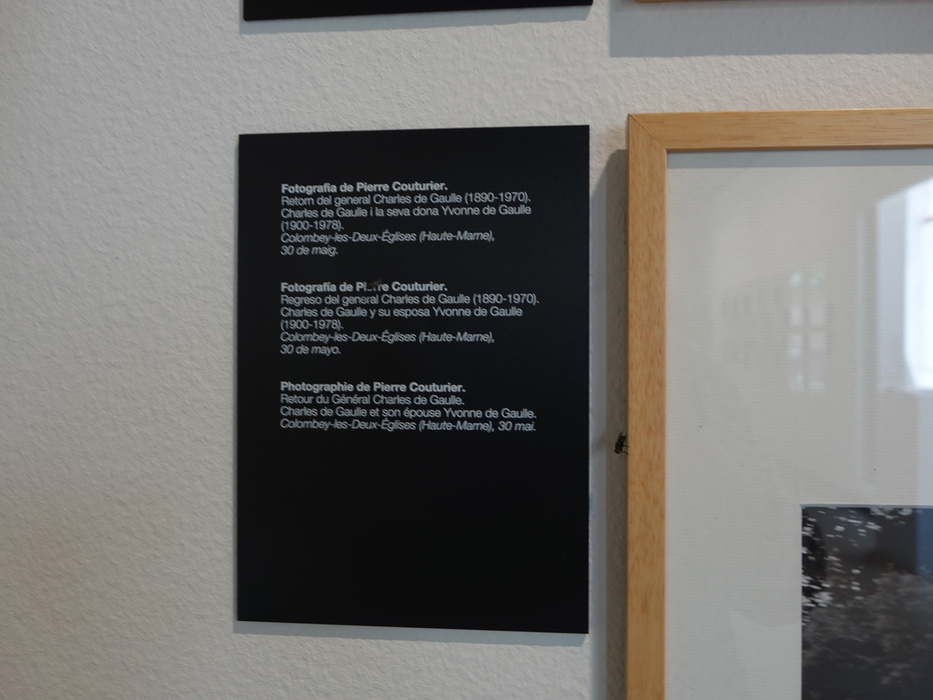 Fotografia de Pierre Couturier.
Retorn del general Charles de Gaulle (1890-1970).
Charles de Gaulle i la seva dona Yvonne de Gaulle
(1900-1978).
Colombey-les-Deux-Églises (Haute-Marne),
30 de maig.
Fotografía de Pierre Couturier.
Regreso del general Charles de Gaulle (1890-1970).
Charles de Gaulle y su esposa Yvonne de Gaulle
(1900-1978).
Colombey-les-Deux-Églises (Haute-Marne),
30 de mayo.
Photographie de Pierre Couturier.
Retour du Général Charles de Gaulle.
Charles de Gaulle et son épouse Yvonne de Gaulle.
Colombey-les-Deux-Églises (Haute-Marne), 30 mai.